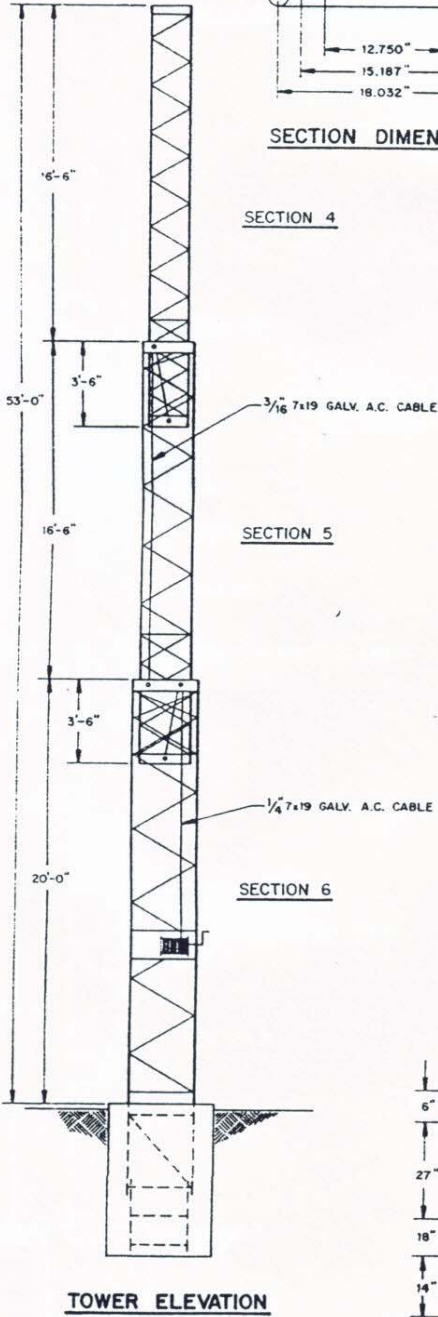 12.750"
15.187"
18.032"
SECTION DIMEN
16'-6"
SECTION 4
3'-6"
53'-0"
3/16" 7x19 GALV. A.C. CABLE
16'-6"
SECTION 5
3'-6"
1/4" 7x19 GALV. A.C. CABLE
20'-0"
SECTION 6
6"
27"
18"
14"
TOWER ELEVATION